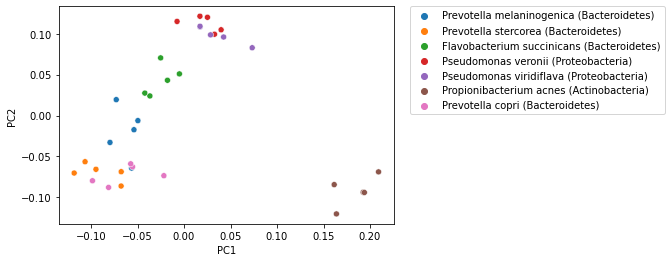 0.10
0.05
0.00
−0.05
−0.10
PC2
−0.10
−0.05
0.00
0.05
0.10
0.15
0.20
PC1
Prevotella melaninogenica (Bacteroidetes)
Prevotella stercorea (Bacteroidetes)
Flavobacterium succinicans (Bacteroidetes)
Pseudomonas veronii (Proteobacteria)
Pseudomonas viridiflava (Proteobacteria)
Propionibacterium acnes (Actinobacteria)
Prevotella copri (Bacteroidetes)